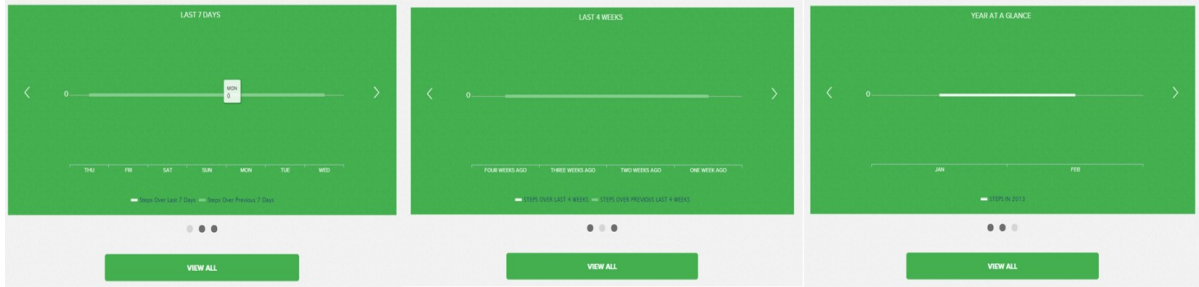 LAST 7 DAYS
0
MON
0
THU FRI SAT SUN MON TUE WED
Steps Over Last 7 Days Steps Over Previous 7 Days
VIEW ALL
LAST 4 WEEKS
0
FOUR WEEKS AGO THREE WEEKS AGO TWO WEEKS AGO ONE WEEK AGO
STEPS OVER LAST 4 WEEKS STEPS OVER PREVIOUS LAST 4 WEEKS
VIEW ALL
YEAR AT A GLANCE
0
JAN FEB
STEPS IN 2013
VIEW ALL